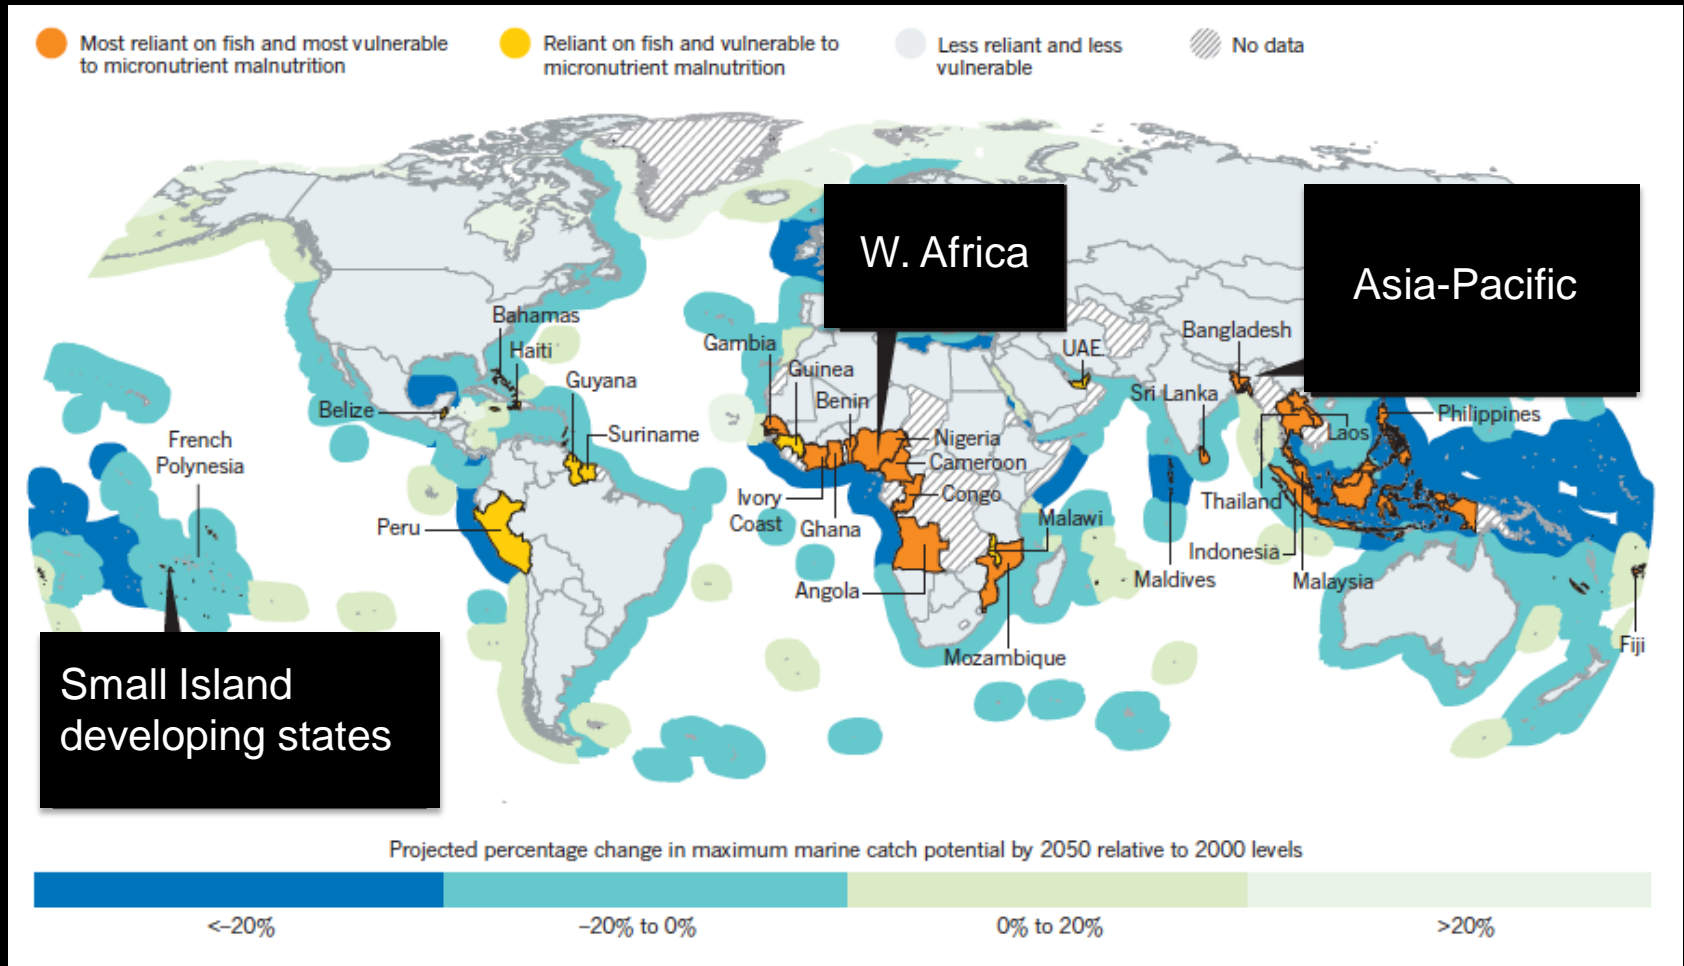 Most reliant on fish and most vulnerable
to micronutrient malnutrition
Reliant on fish and vulnerable to
micronutrient malnutrition
Less reliant and less
vulnerable
No data
W. Africa
Asia-Pacific
Small Island
developing states
Bahamas
Haiti
Guyana
Belize
Suriname
French
Polynesia
Peru
Gambia
Guinea
Benin
Nigeria
Cameroon
Congo
Ivory
Coast
Ghana
Angola
Malawi
Mozambique
UAE
Bangladesh
Sri Lanka
Philippines
Laos
Thailand
Indonesia
Maldives
Malaysia
Fiji
Projected percentage change in maximum marine catch potential by 2050 relative to 2000 levels
<–20%
–20% to 0%
0% to 20%
>20%